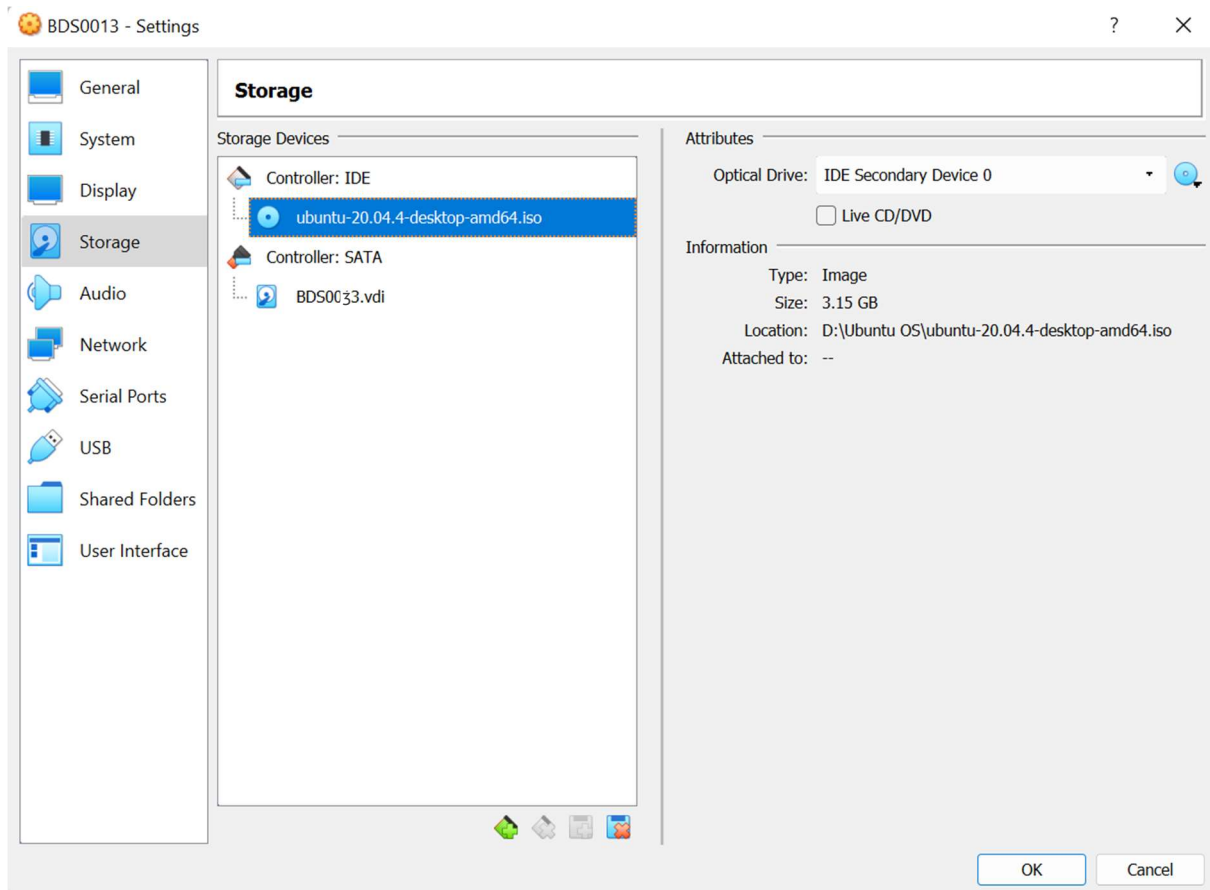 BDS0013 - Settings
?
General
System
Display
Storage
Audio
Network
Serial Ports
USB
Shared Folders
User Interface
Storage
Storage Devices
Controller: IDE
ubuntu-20.04.4-desktop-amd64.iso
Controller: SATA
Attributes
Optical Drive: IDE Secondary Device 0
Live CD/DVD
Information
Type: Image
Size: 3.15 GB
Location: D:\Ubuntu OS\ubuntu-20.04.4-desktop-amd64.iso
Attached to: --
OK
Cancel